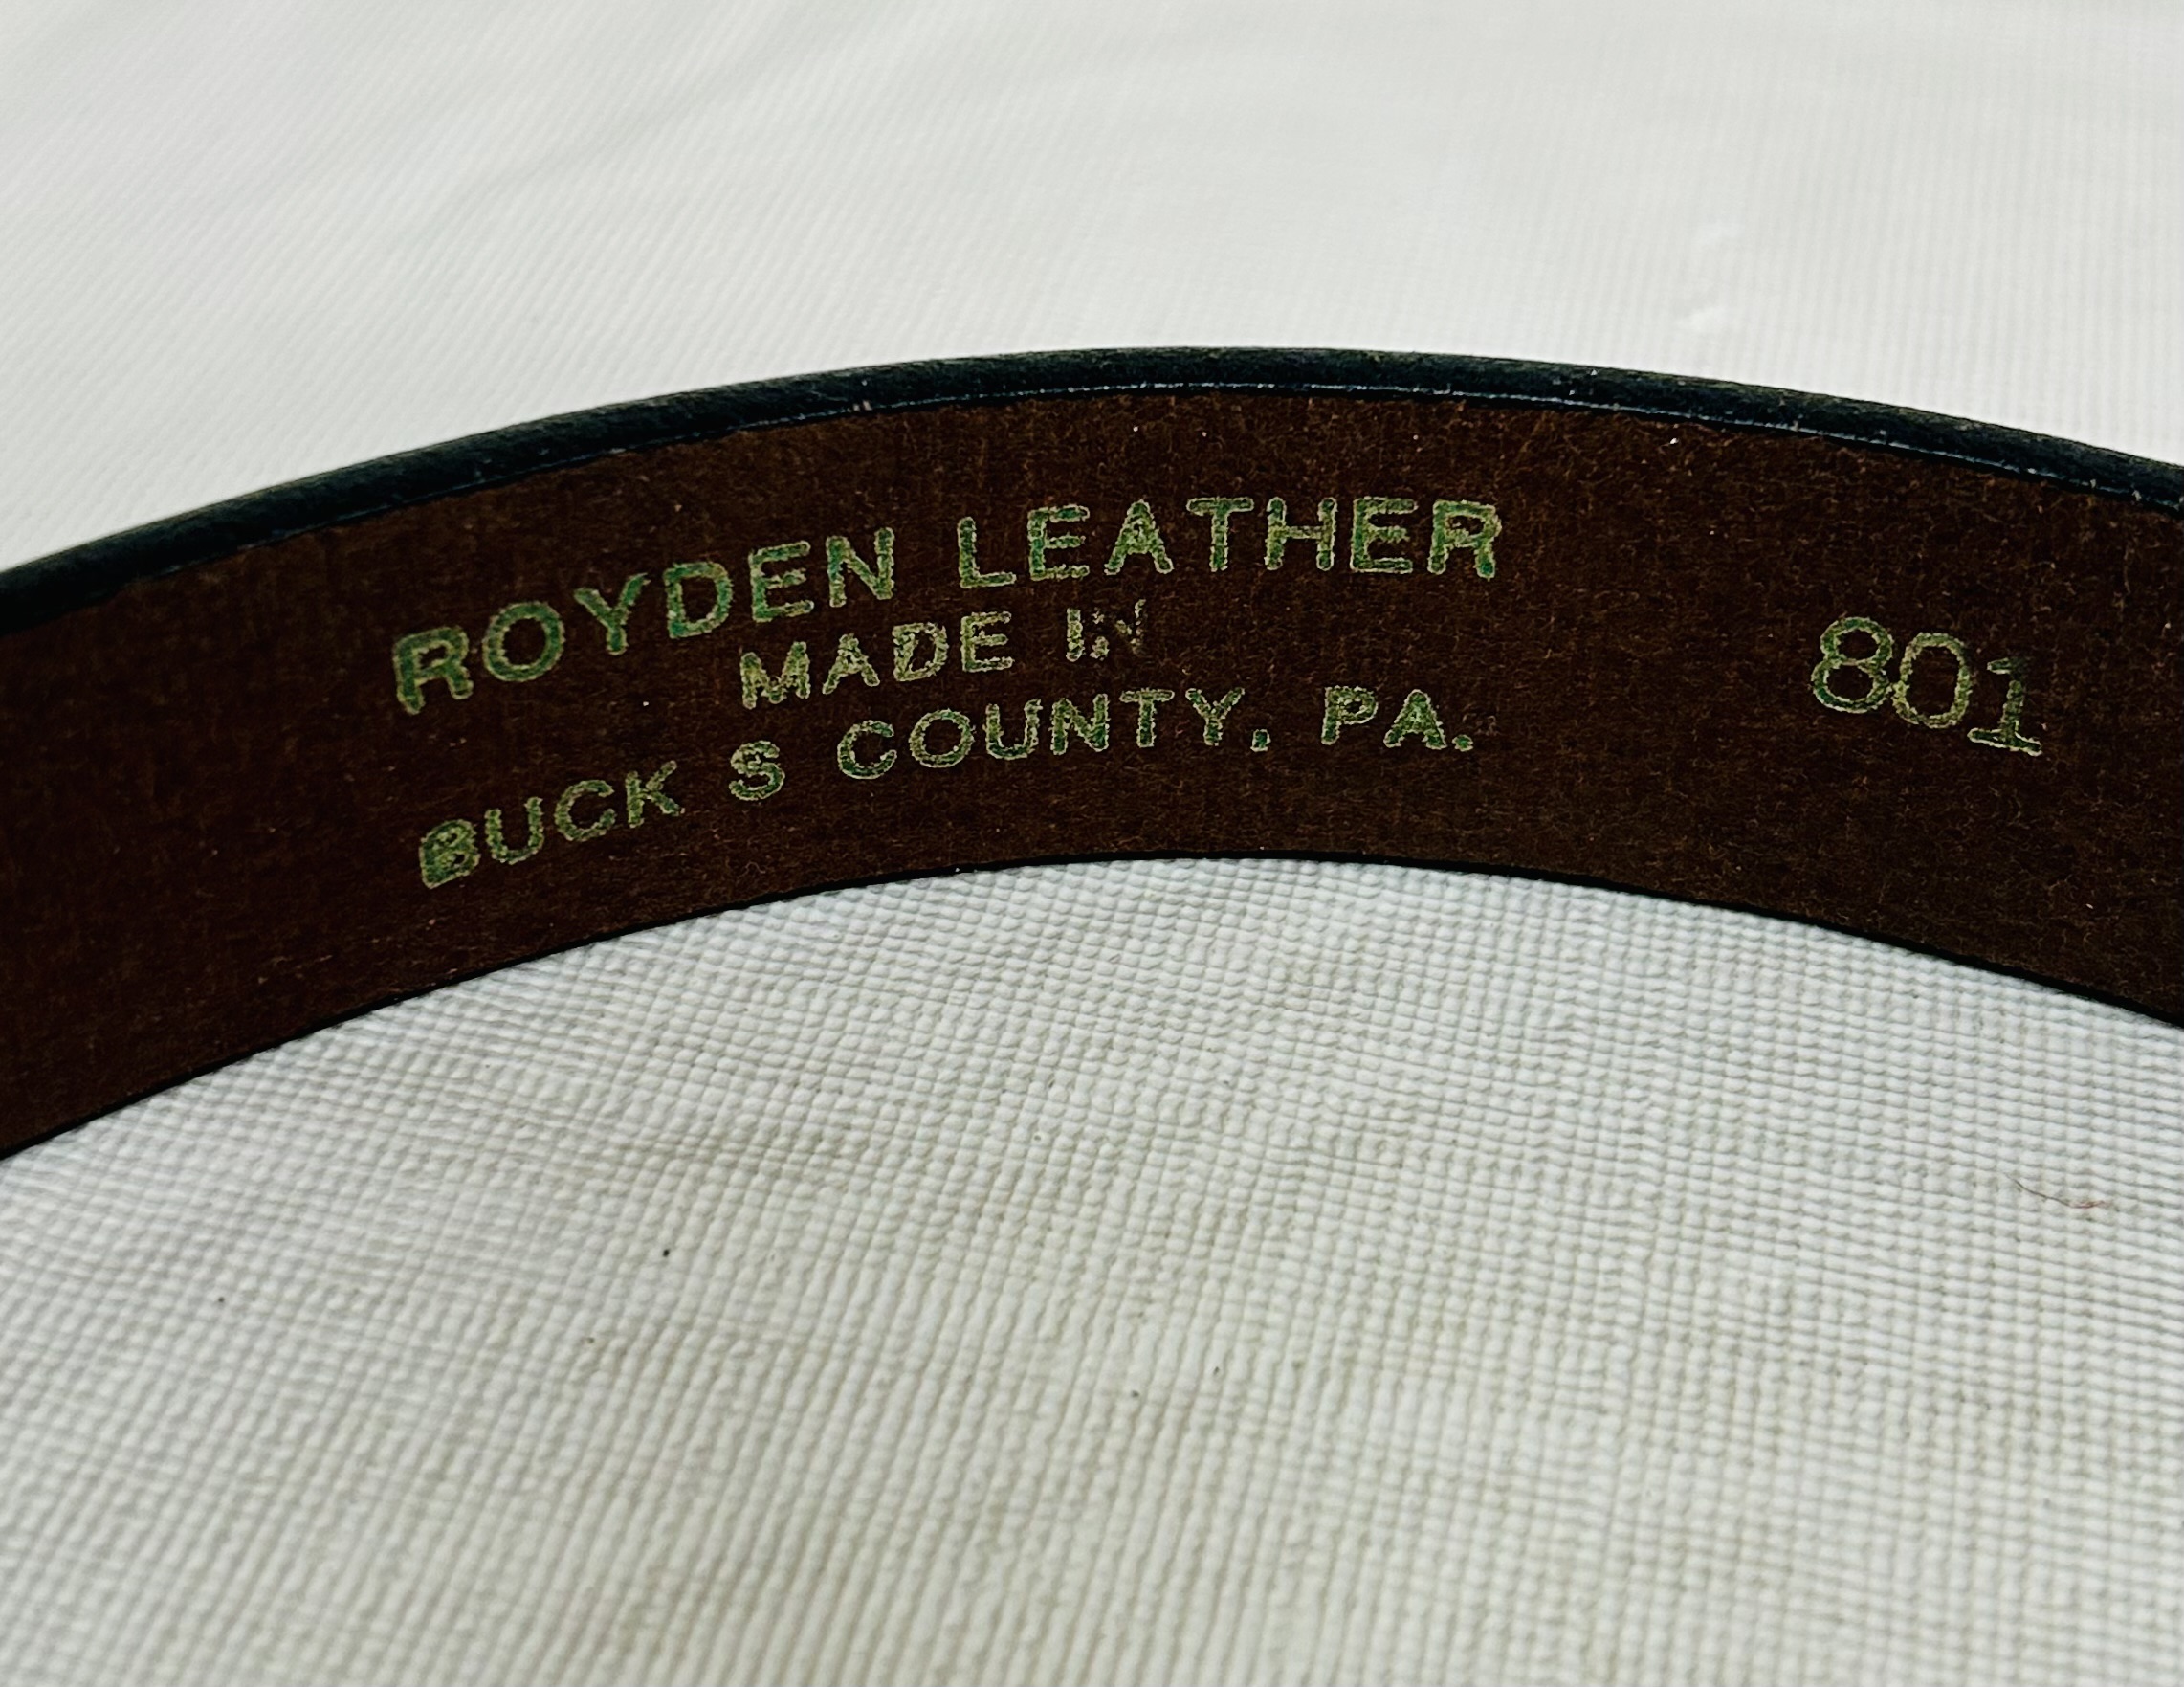 ROYDEN LEATHER
MADE IN
BUCK S COUNTY, PA.
801